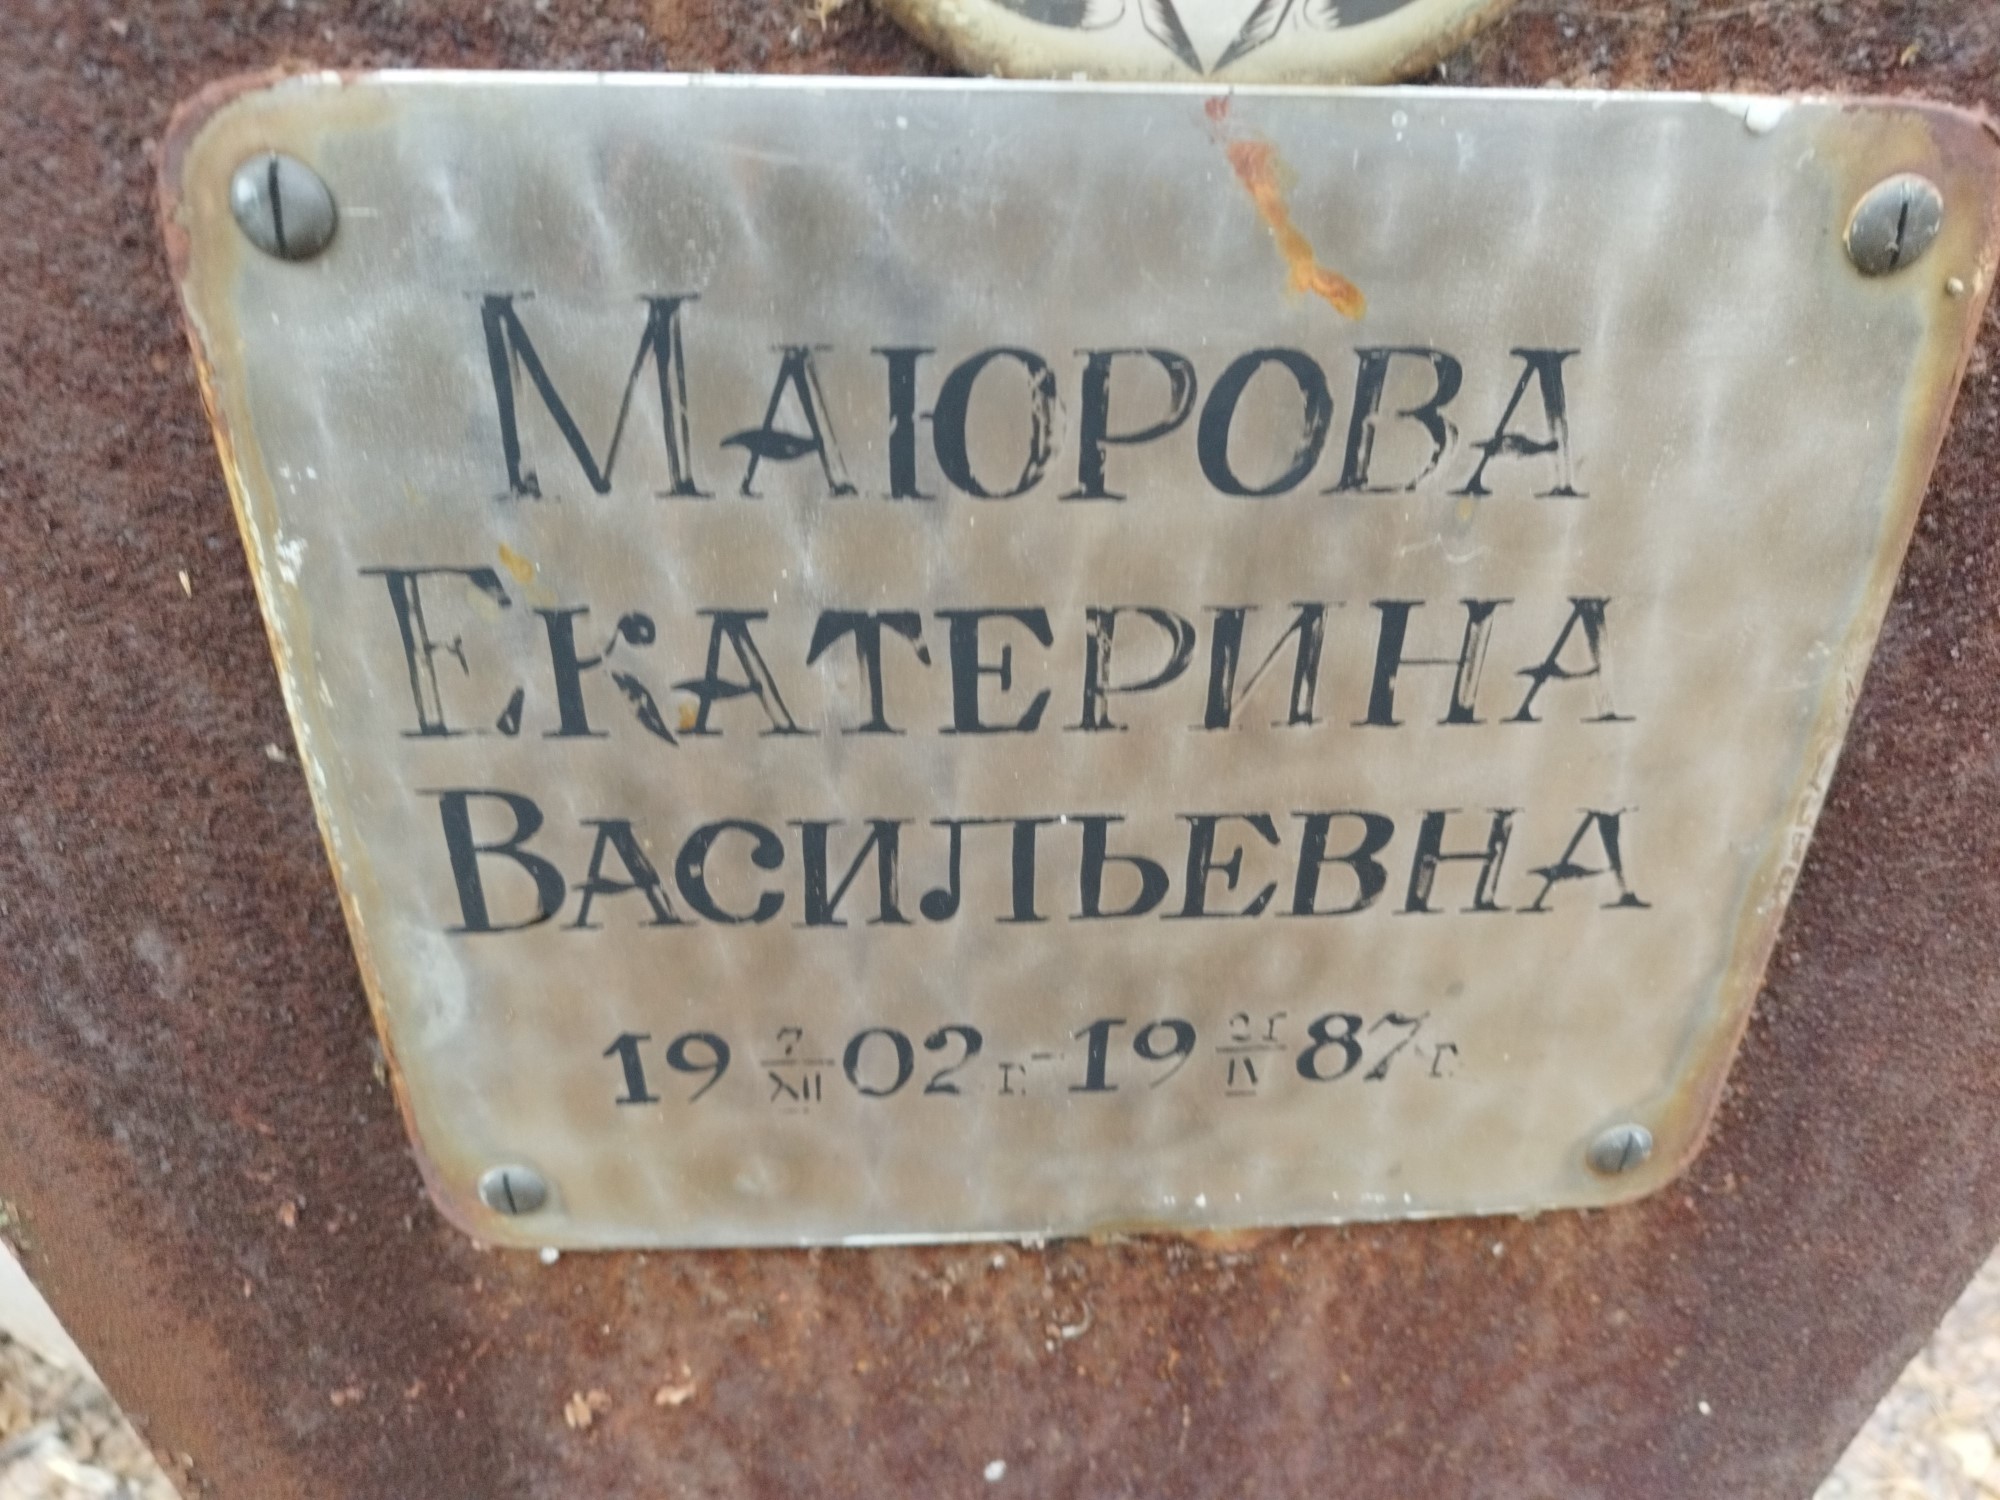 Маюрова
Екатерина
Васильевна
19 7/XII 02 г. - 19 21/IV 87 г.